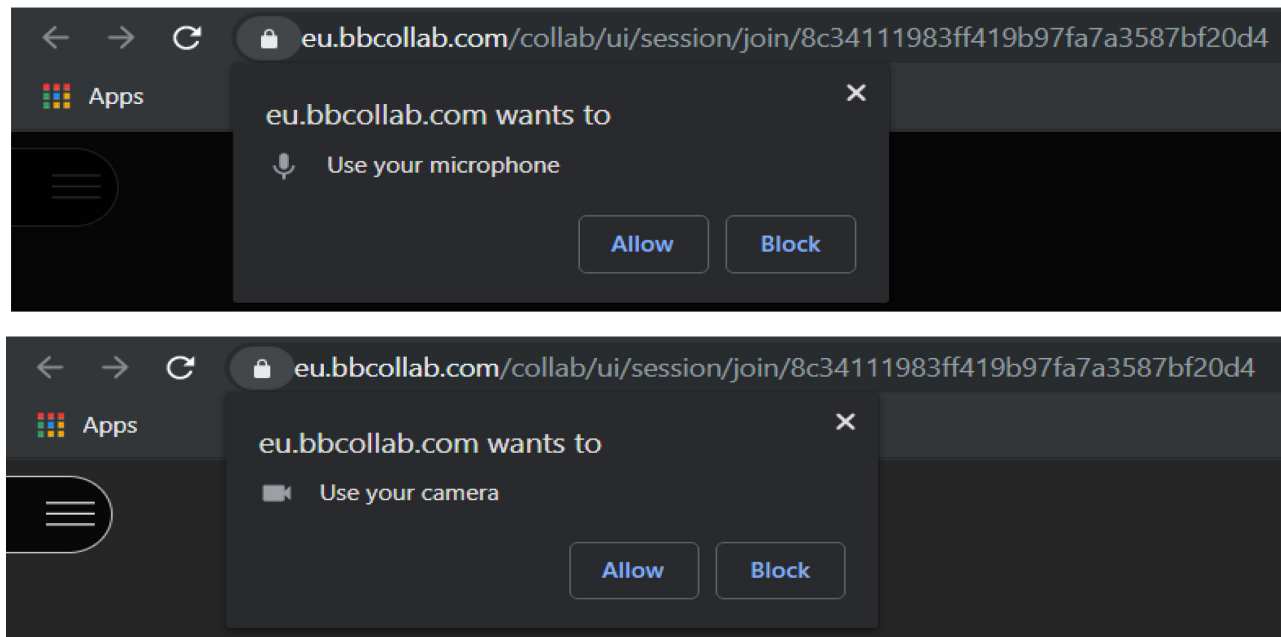 eu.bbcollab.com/collab/ui/session/join/8c34111983ff419b97fa7a3587bf20d4
Apps
eu.bbcollab.com wants to
Use your microphone
Allow Block
eu.bbcollab.com/collab/ui/session/join/8c34111983ff419b97fa7a3587bf20d4
Apps
eu.bbcollab.com wants to
Use your camera
Allow Block